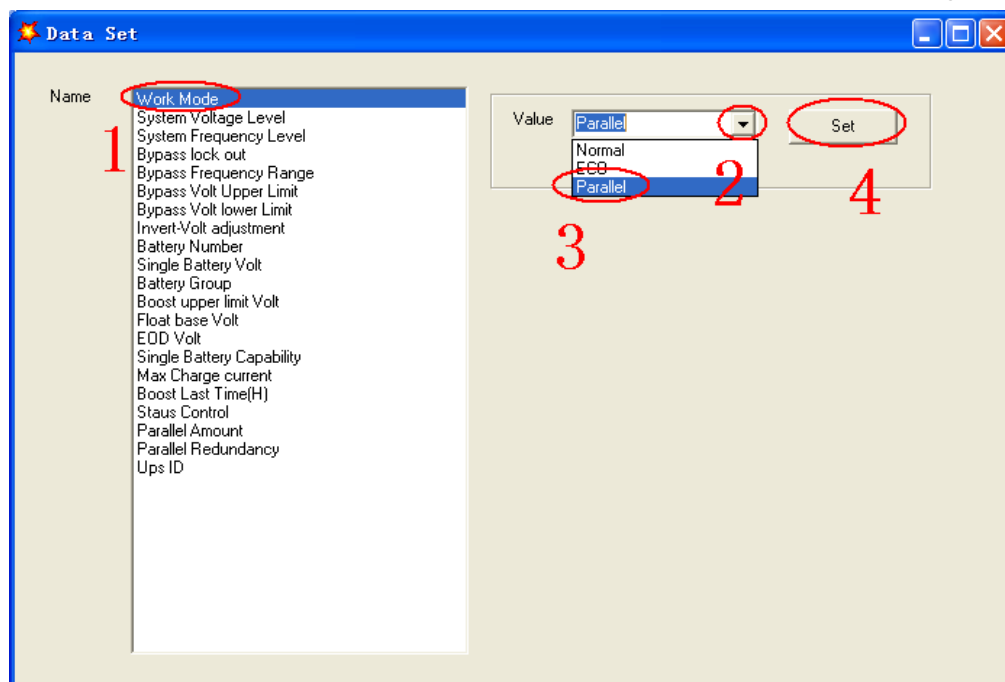 Data Set
Name
Work Mode
System Voltage Level
System Frequency Level
Bypass lock out
Bypass Frequency Range
Bypass Volt Upper Limit
Bypass Volt lower Limit
Invert-Volt adjustment
Battery Number
Single Battery Volt
Battery Group
Boost upper limit Volt
Float base Volt
EOD Volt
Single Battery Capability
Max Charge current
Boost Last Time(H)
Staus Control
Parallel Amount
Parallel Redundancy
Ups ID
1
Value
Parallel
Normal
ECO
Parallel
Set
2
3
4